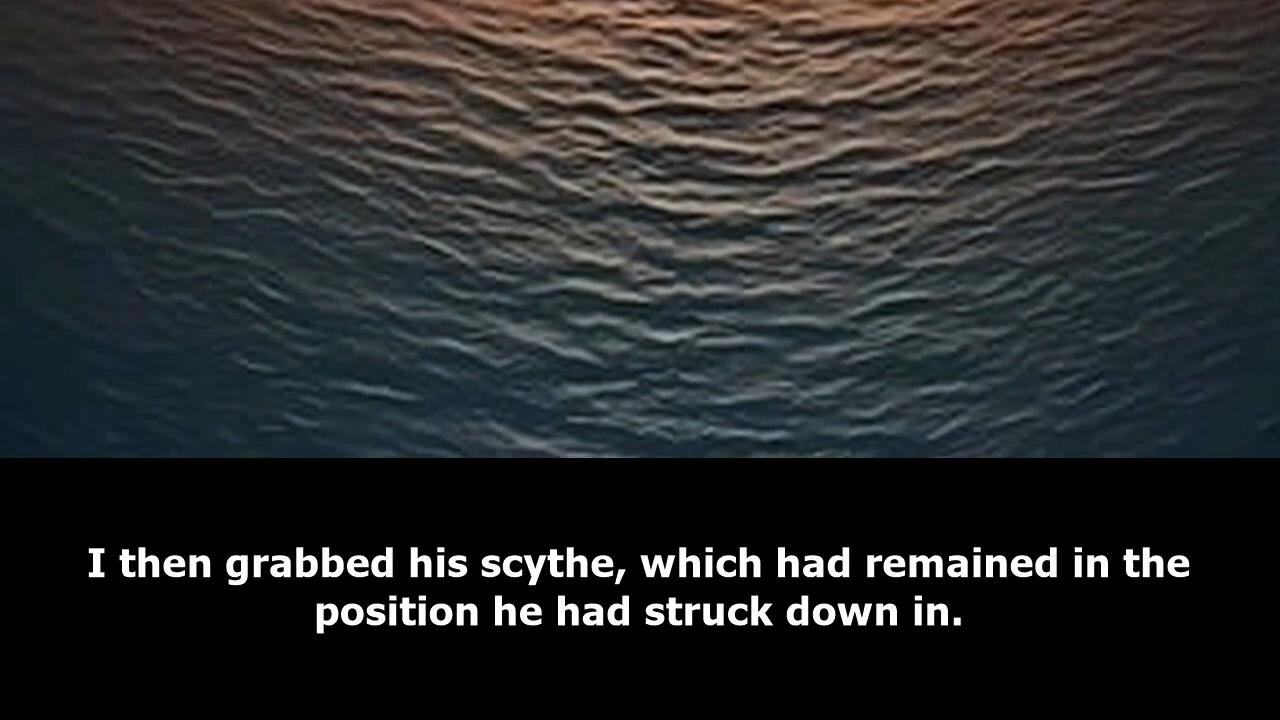 I then grabbed his scythe, which had remained in the
position he had struck down in.